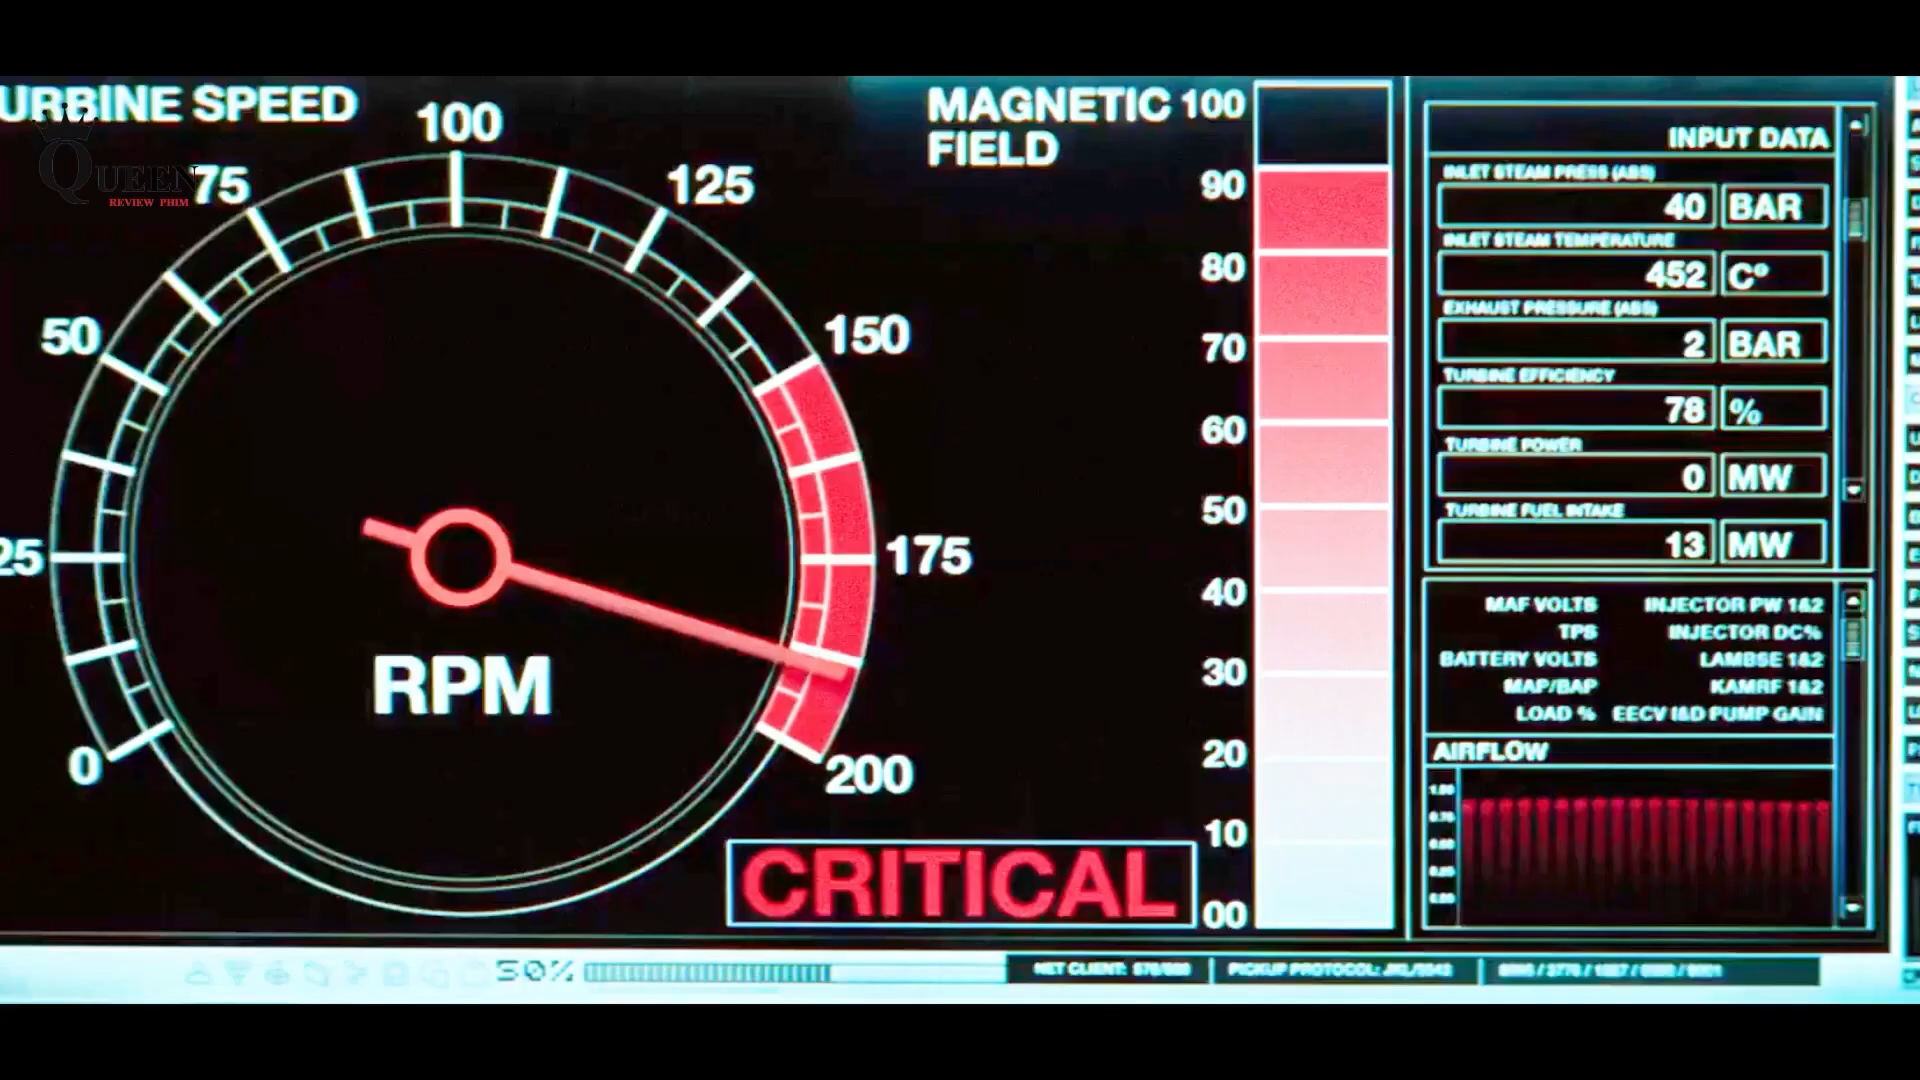 URBINE SPEED
QUEEN
REVIEW PHIM
0
25
50
75
100
125
150
175
200
RPM
CRITICAL
MAGNETIC
FIELD
100
90
80
70
60
50
40
30
20
10
00
INPUT DATA
INLET STEAM PRESS (ABS)
40 BAR
INLET STEAM TEMPERATURE
452 C°
EXHAUST PRESSURE (ABS)
2 BAR
TURBINE EFFICIENCY
78 %
TURBINE POWER
0 MW
TURBINE FUEL INTAKE
13 MW
MAF VOLTS INJECTOR PW 1&2
TPS INJECTOR DC%
BATTERY VOLTS LAMBSE 1&2
MAP/BAP KAMRF 1&2
LOAD % EECV I&D PUMP GAIN
AIRFLOW
50%
NET CLIENT:
PICKUP PROTOCOL: